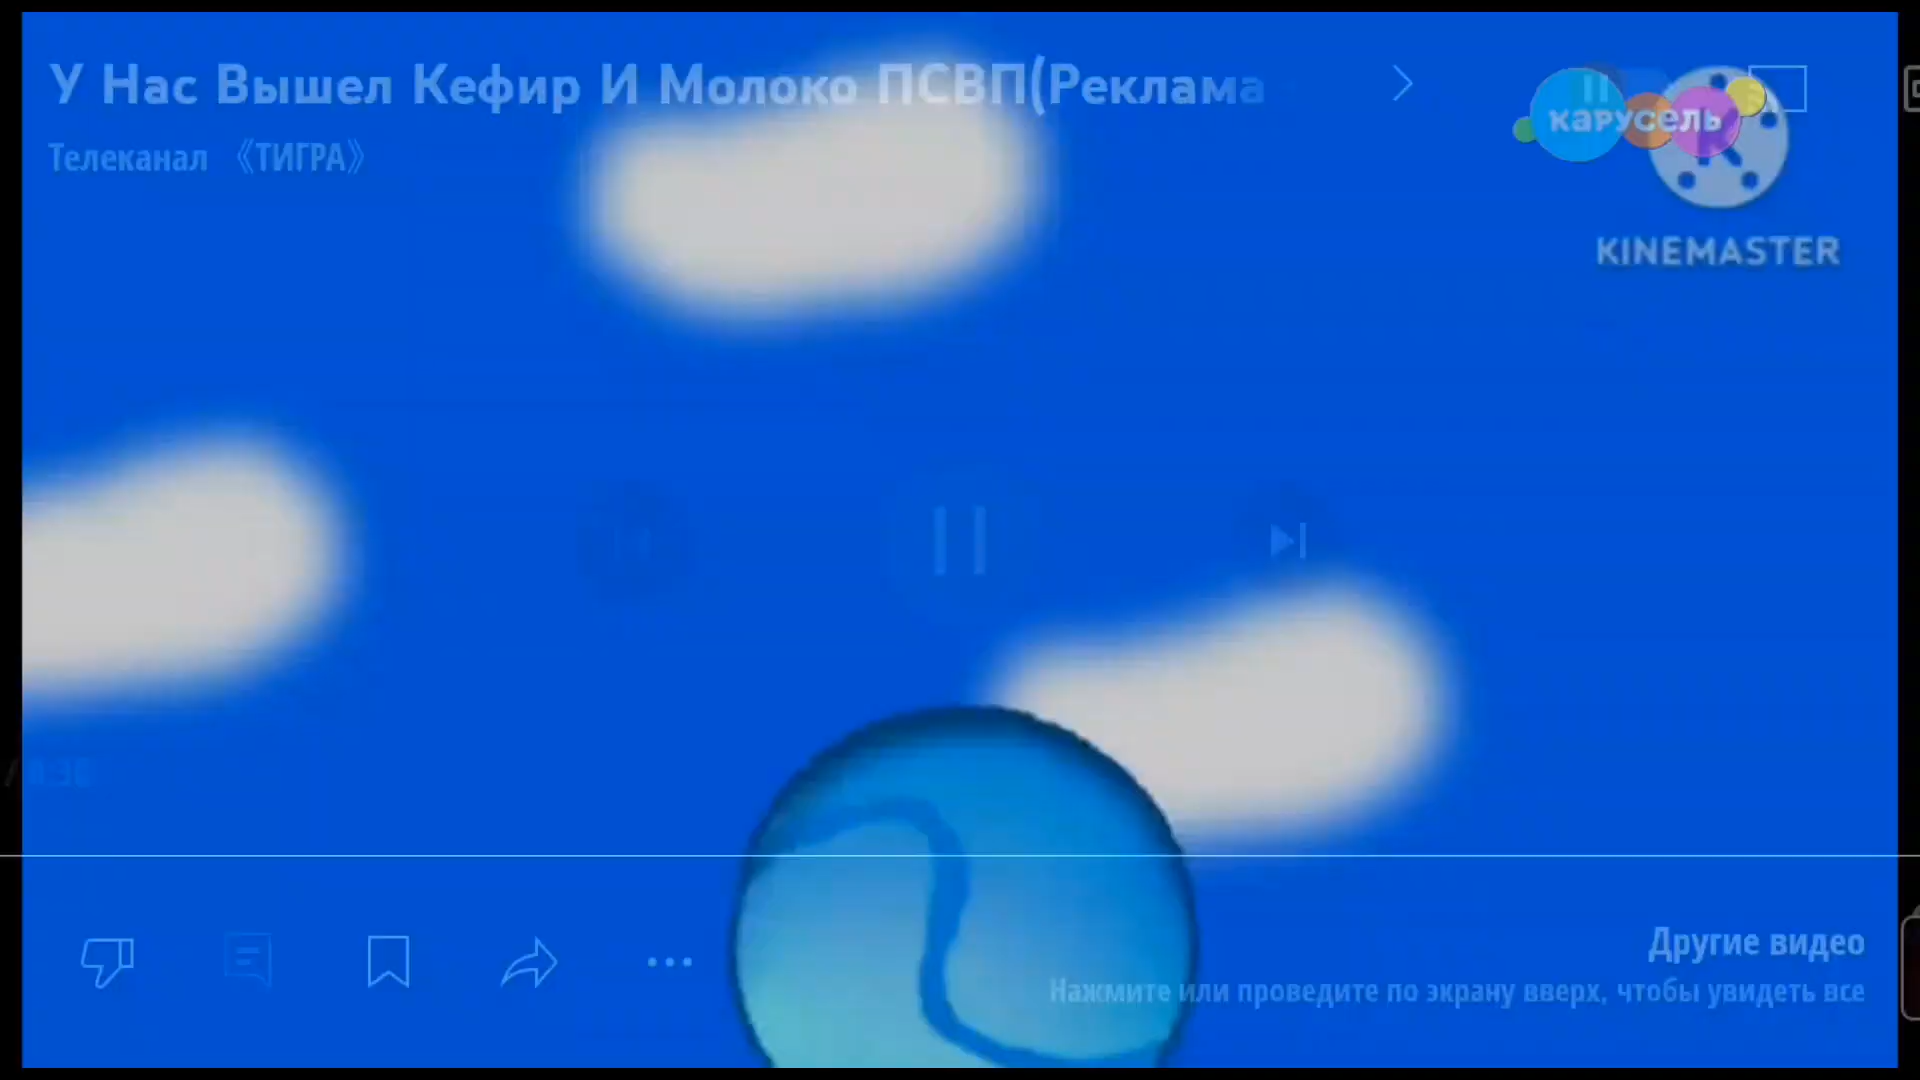 У Нас Вышел Кефир И Молоко ПСВП(Реклама
Телеканал 《ТИГРА》
карусель
KINEMASTER
Другие видео
Нажмите или проведите по экрану вверх, чтобы увидеть все